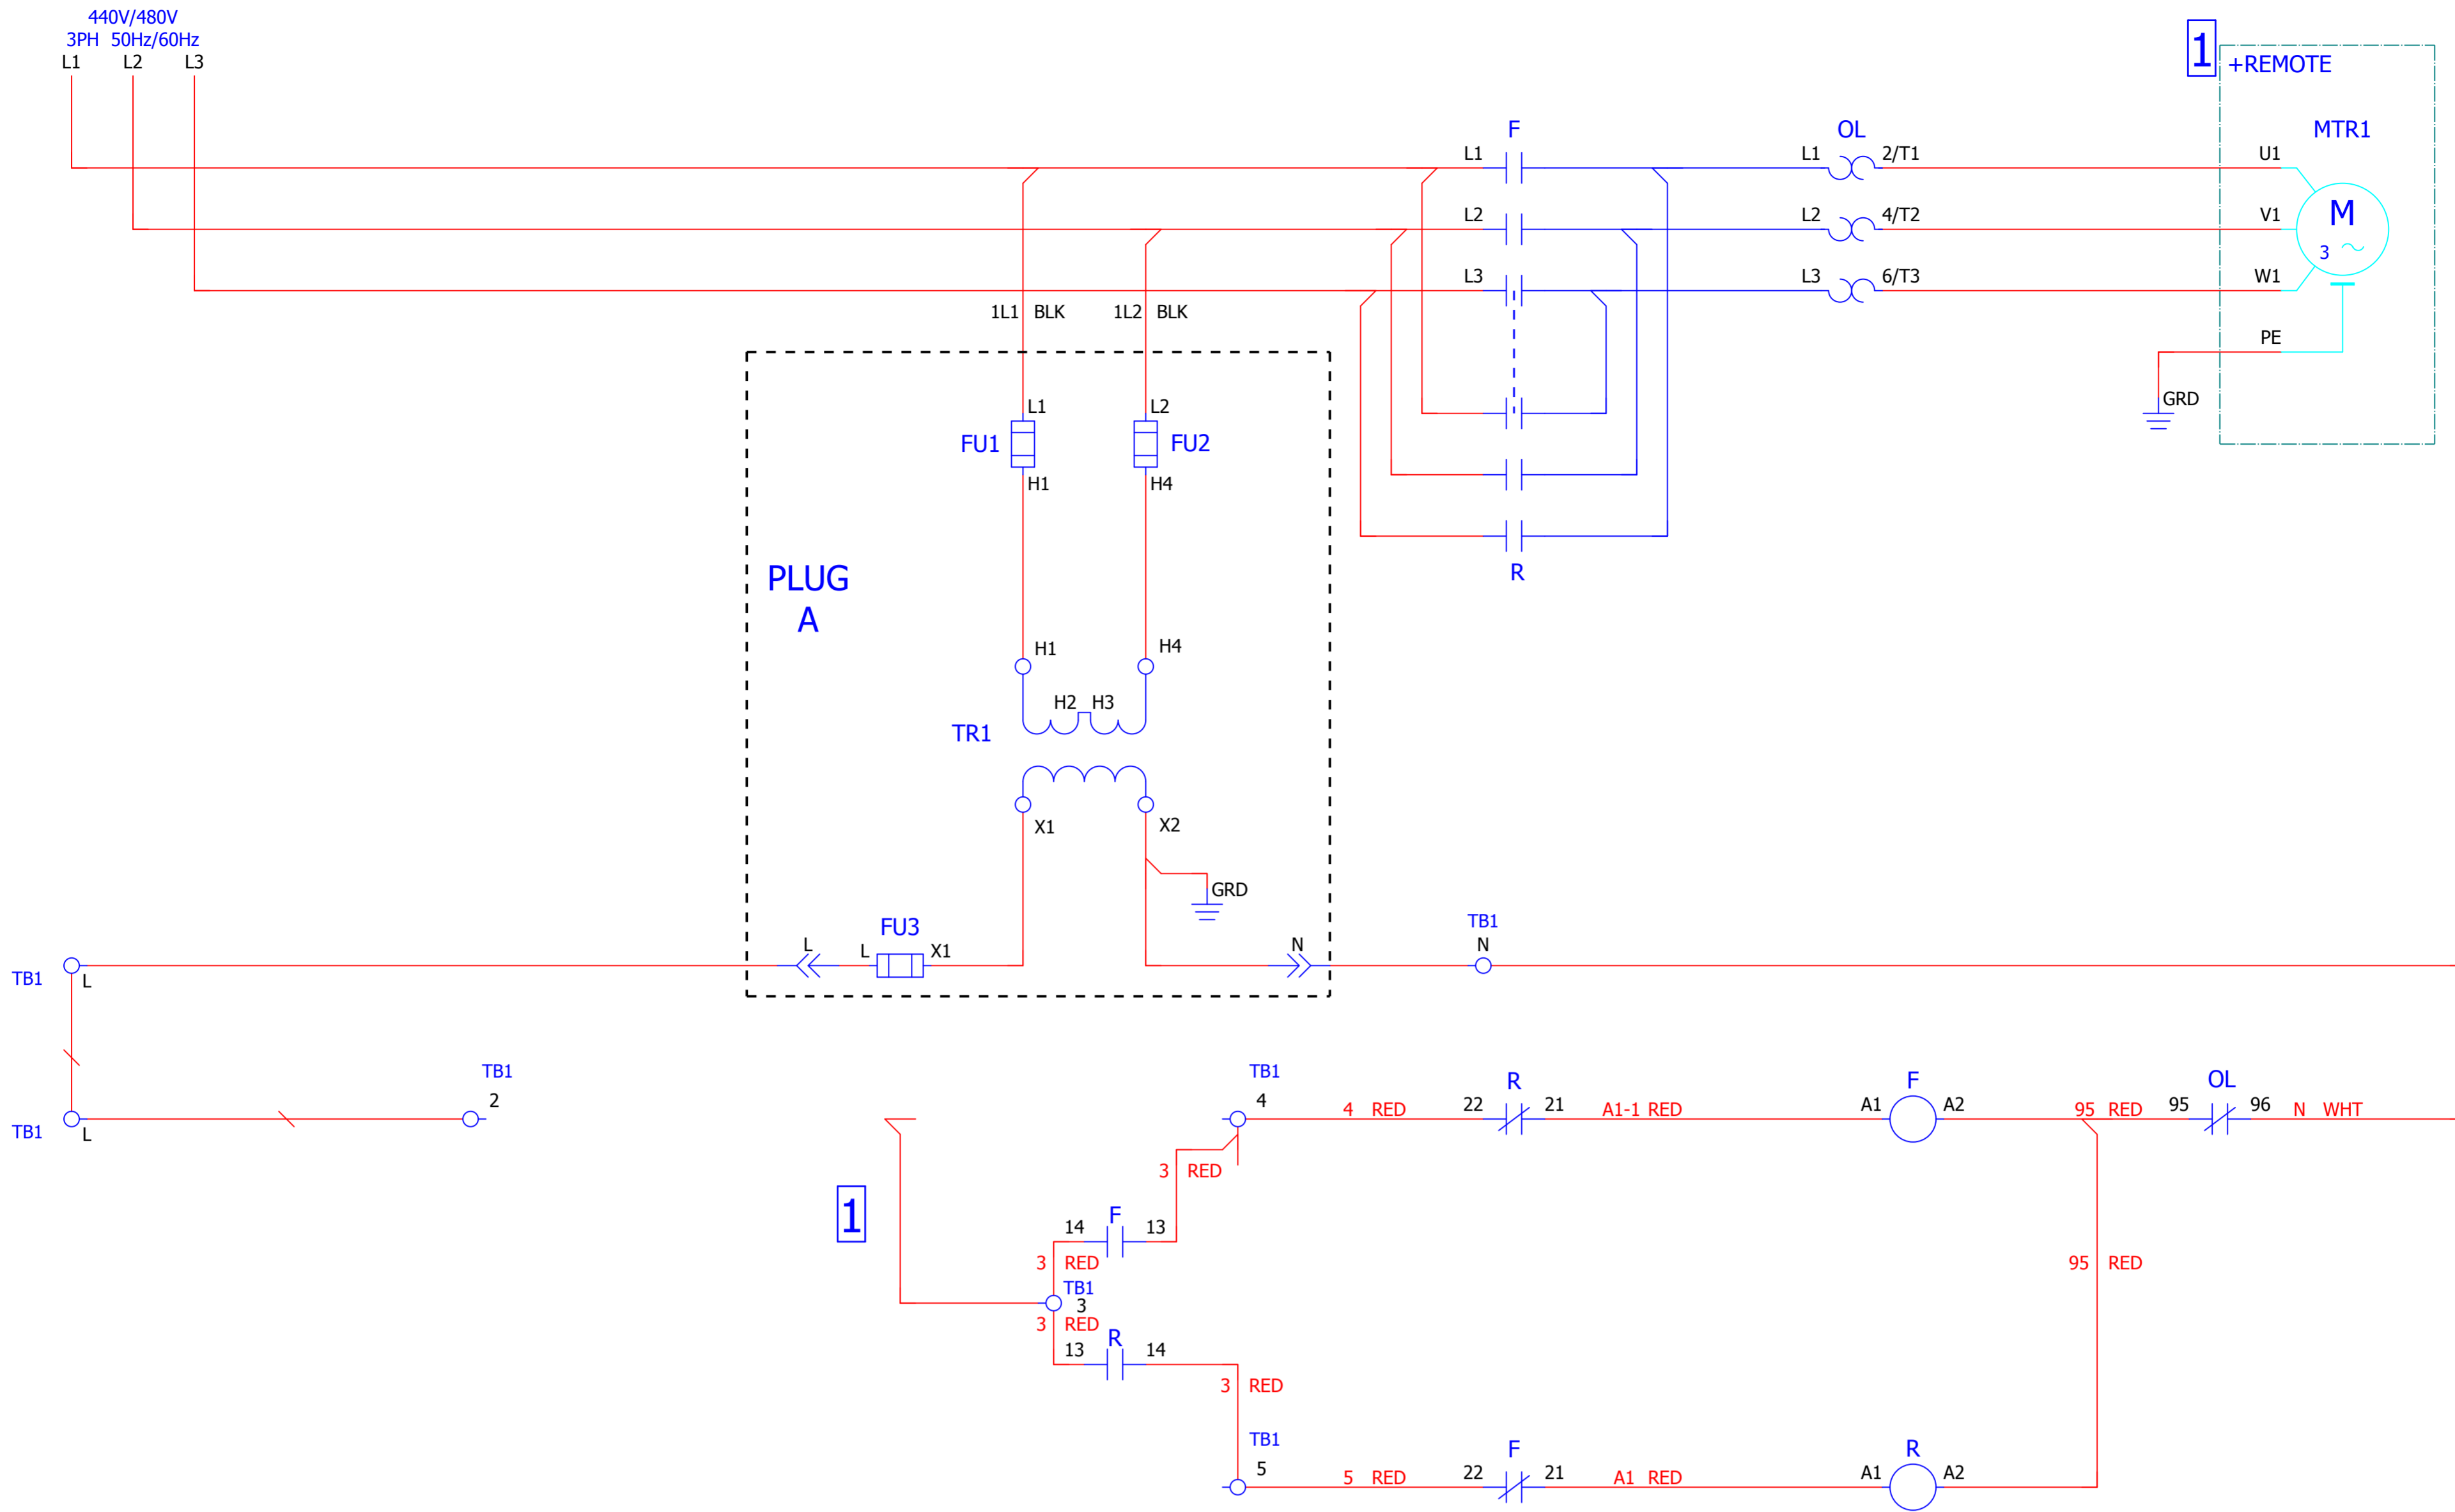 440V/480V
3PH 50Hz/60Hz
L1 L2 L3
1
+REMOTE
F OL MTR1
L1 L1 2/T1 U1
L2 L2 4/T2 V1
M
3
L3 L3 6/T3 W1
1L1 BLK 1L2 BLK
PE
GRD
L1 L2
FU1 FU2
H1 H4
R
PLUG
A
H1 H4
H2 H3
TR1
X1 X2
GRD
FU3
TB1
L L X1 N N
TB1 L
TB1
2
TB1
4
R F OL
4 RED 22 21 A1-1 RED A1 A2 95 RED 95 96 N WHT
TB1 L
3 RED
1
F
14 13
3 RED
95 RED
TB1
3
3 RED
R
13 14
3 RED
TB1
5
F R
5 RED 22 21 A1 RED A1 A2